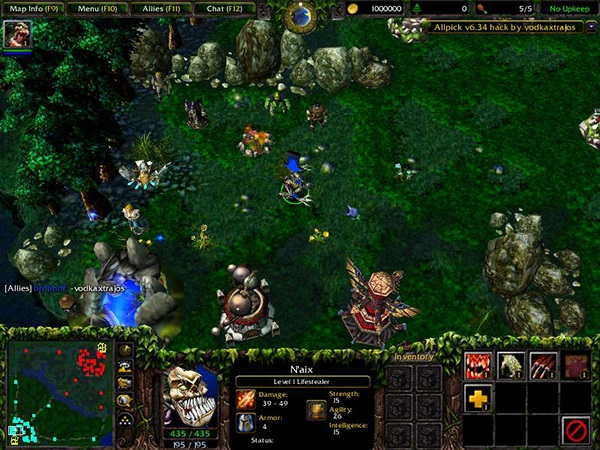 Map Info (F9) Menu (F10) Allies (F11) Chat (F12) 1000000 0 5/5 No Upkeep
Allpick v6.34 hack by vodkaxtrajos
[Allies] -vodkaxtrajos
N'aix
Level 1 Lifestealer
Inventory
Damage:
39 - 49
Armor:
4
Strength:
15
Agility:
26
Intelligence:
15
Status:
435 / 435
195 / 195